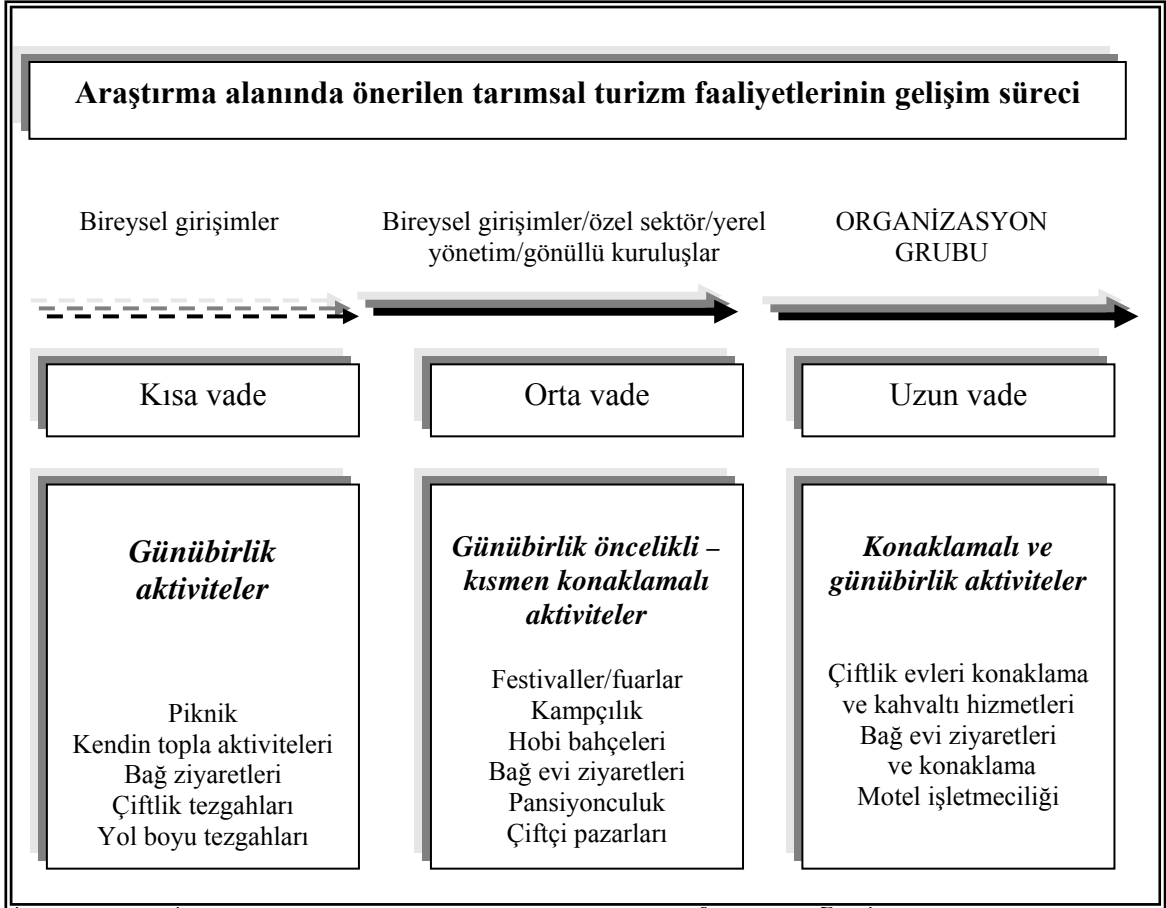 Araştırma alanında önerilen tarımsal turizm faaliyetlerinin gelişim süreci
Bireysel girişimler
Bireysel girişimler/özel sektör/yerel
yönetim/gönüllü kuruluşlar
ORGANİZASYON
GRUBU
Kısa vade
Orta vade
Uzun vade
Günübirlik
aktiviteler
Piknik
Kendin topla aktiviteleri
Bağ ziyaretleri
Çiftlik tezgahları
Yol boyu tezgahları
Günübirlik öncelikli –
kısmen konaklamalı
aktiviteler
Festivaller/fuarlar
Kampçılık
Hobi bahçeleri
Bağ evi ziyaretleri
Pansiyonculuk
Çiftçi pazarları
Konaklamalı ve
günübirlik aktiviteler
Çiftlik evleri konaklama
ve kahvaltı hizmetleri
Bağ evi ziyaretleri
ve konaklama
Motel işletmeciliği